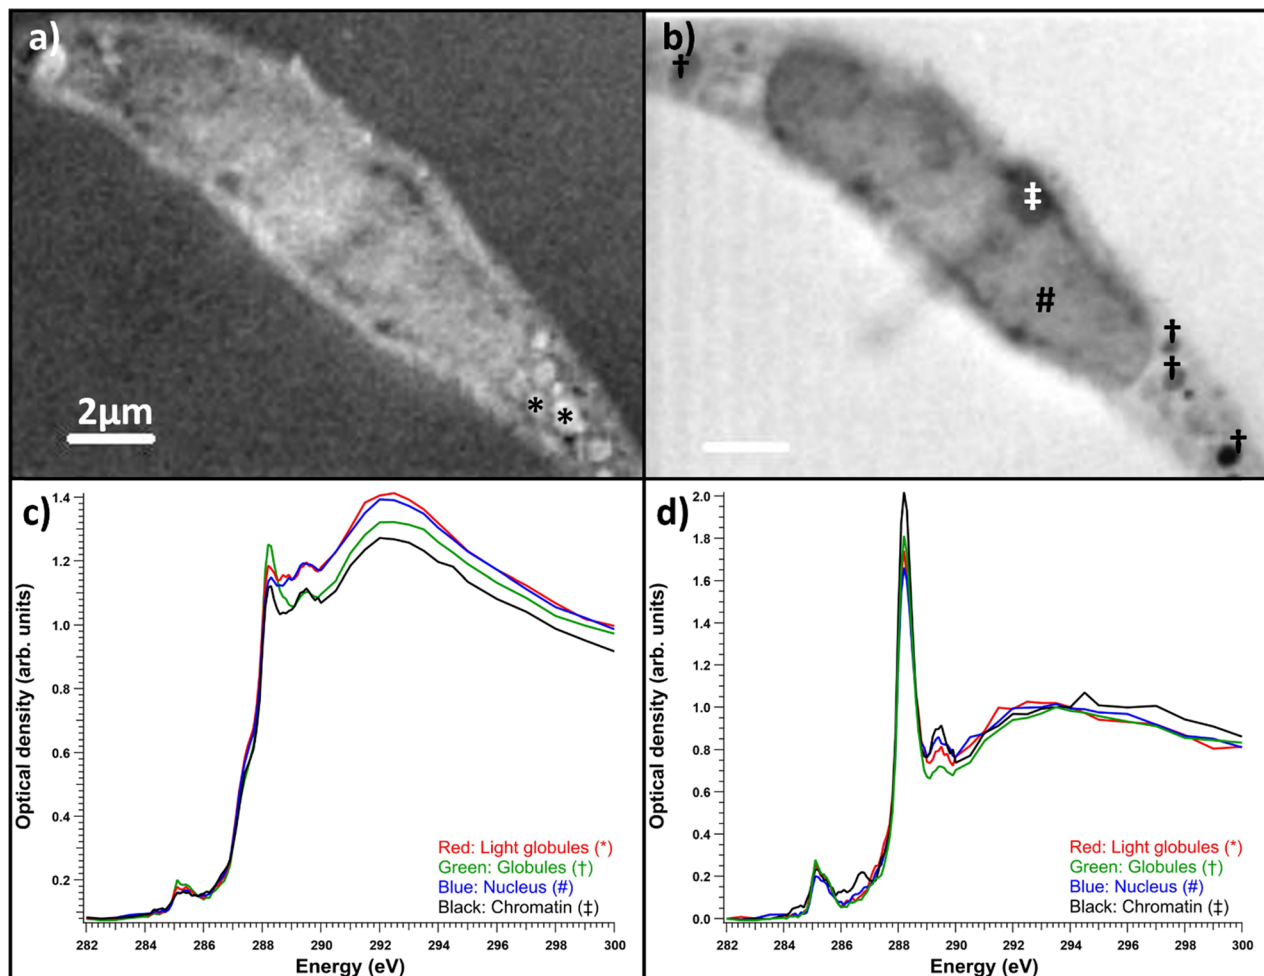 a)
2μm
* *
b)
†
‡
#
†
†
†
c)
Optical density (arb. units)
1.4
1.2
1.0
0.8
0.6
0.4
0.2
282 284 286 288 290 292 294 296 298 300
Energy (eV)
Red: Light globules (*)
Green: Globules (†)
Blue: Nucleus (#)
Black: Chromatin (‡)
d)
Optical density (arb. units)
2.0
1.8
1.6
1.4
1.2
1.0
0.8
0.6
0.4
0.2
0.0
282 284 286 288 290 292 294 296 298 300
Energy (eV)
Red: Light globules (*)
Green: Globules (†)
Blue: Nucleus (#)
Black: Chromatin (‡)